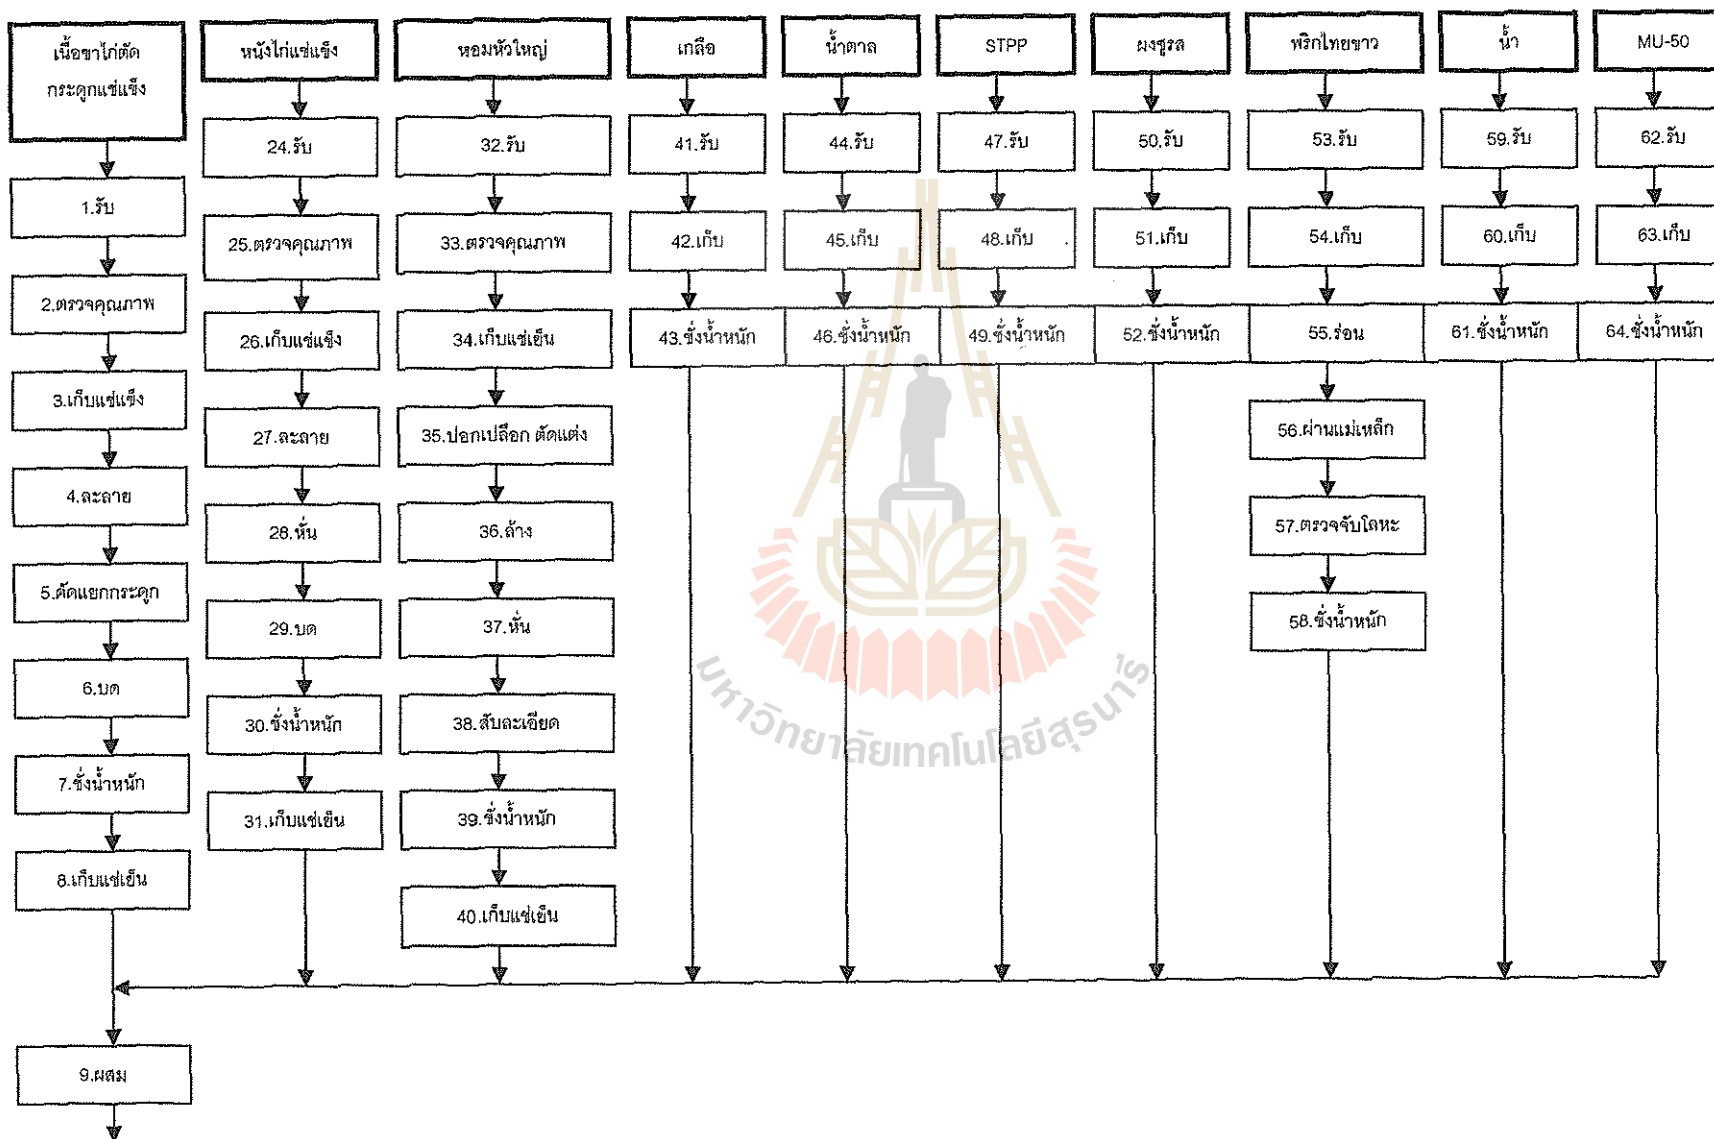 เนื้อขาไก่ตัด
กระดูกแช่แข็ง
1.รับ
2.ตรวจคุณภาพ
3.เก็บแช่แข็ง
4.ละลาย
5.ตัดแยกกระดูก
6.บด
7.ชั่งน้ำหนัก
8.เก็บแช่เย็น
9.ผสม
หนังไก่แช่แข็ง
24.รับ
25.ตรวจคุณภาพ
26.เก็บแช่แข็ง
27.ละลาย
28.หั่น
29.บด
30.ชั่งน้ำหนัก
31.เก็บแช่เย็น
หอมหัวใหญ่
32.รับ
33.ตรวจคุณภาพ
34.เก็บแช่เย็น
35.ปอกเปลือก ตัดแต่ง
36.ล้าง
37.หั่น
38.สับละเอียด
39.ชั่งน้ำหนัก
40.เก็บแช่เย็น
เกลือ
41.รับ
42.เก็บ
43.ชั่งน้ำหนัก
น้ำตาล
44.รับ
45.เก็บ
46.ชั่งน้ำหนัก
STPP
47.รับ
48.เก็บ
49.ชั่งน้ำหนัก
ผงชูรส
50.รับ
51.เก็บ
52.ชั่งน้ำหนัก
พริกไทยขาว
53.รับ
54.เก็บ
55.ร่อน
56.ผ่านแม่เหล็ก
57.ตรวจจับโลหะ
58.ชั่งน้ำหนัก
น้ำ
59.รับ
60.เก็บ
61.ชั่งน้ำหนัก
MU-50
62.รับ
63.เก็บ
64.ชั่งน้ำหนัก
มหาวิทยาลัยเทคโนโลยีสุรนารี